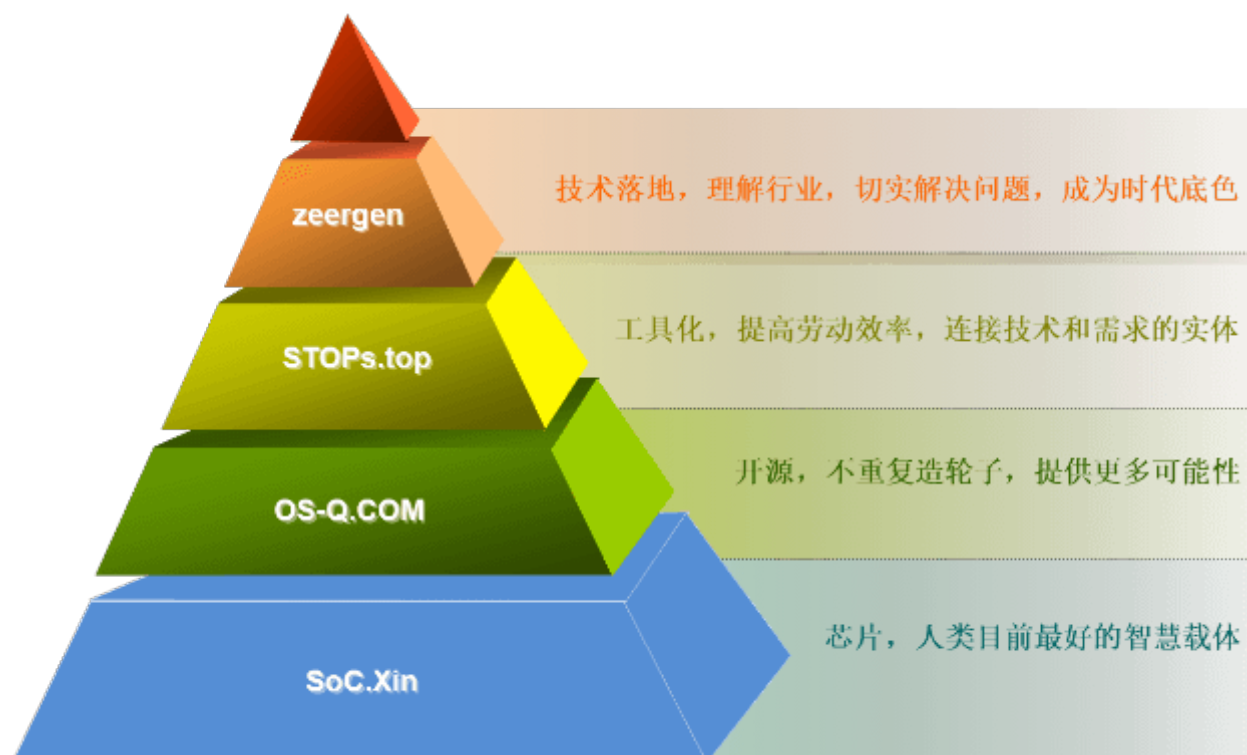 技术落地，理解行业，切实解决问题，成为时代底色
zeergen
工具化，提高劳动效率，连接技术和需求的实体
STOPs.top
开源，不重复造轮子，提供更多可能性
OS-Q.COM
芯片，人类目前最好的智慧载体
SoC.Xin